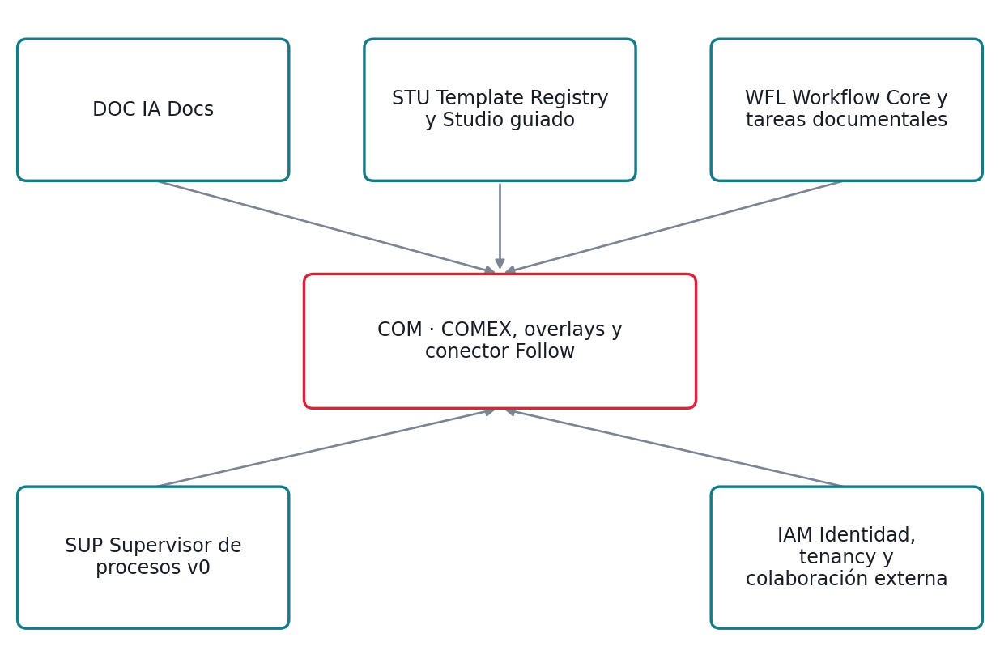 DOC IA Docs
STU Template Registry
y Studio guiado
WFL Workflow Core y
tareas documentales
COM · COMEX, overlays y
conector Follow
SUP Supervisor de
procesos v0
IAM Identidad,
tenancy y
colaboración externa